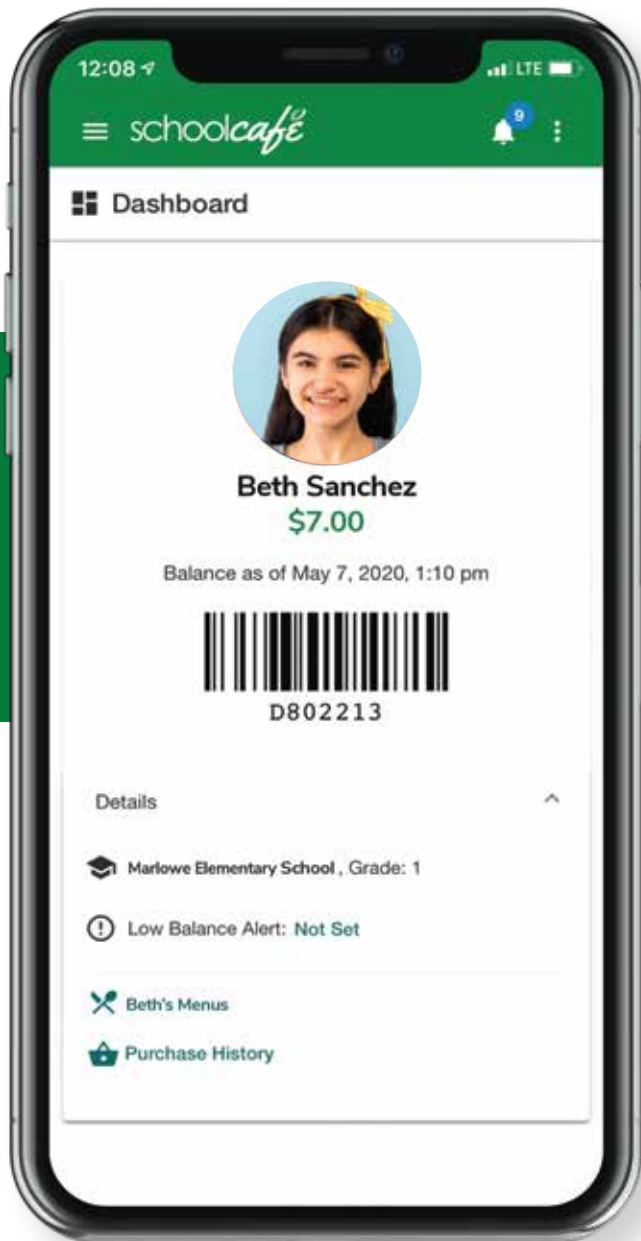 12:08
LTE
schoolcafé
9
Dashboard
Beth Sanchez
$7.00
Balance as of May 7, 2020, 1:10 pm
D802213
Details
Marlowe Elementary School , Grade: 1
Low Balance Alert: Not Set
Beth's Menus
Purchase History